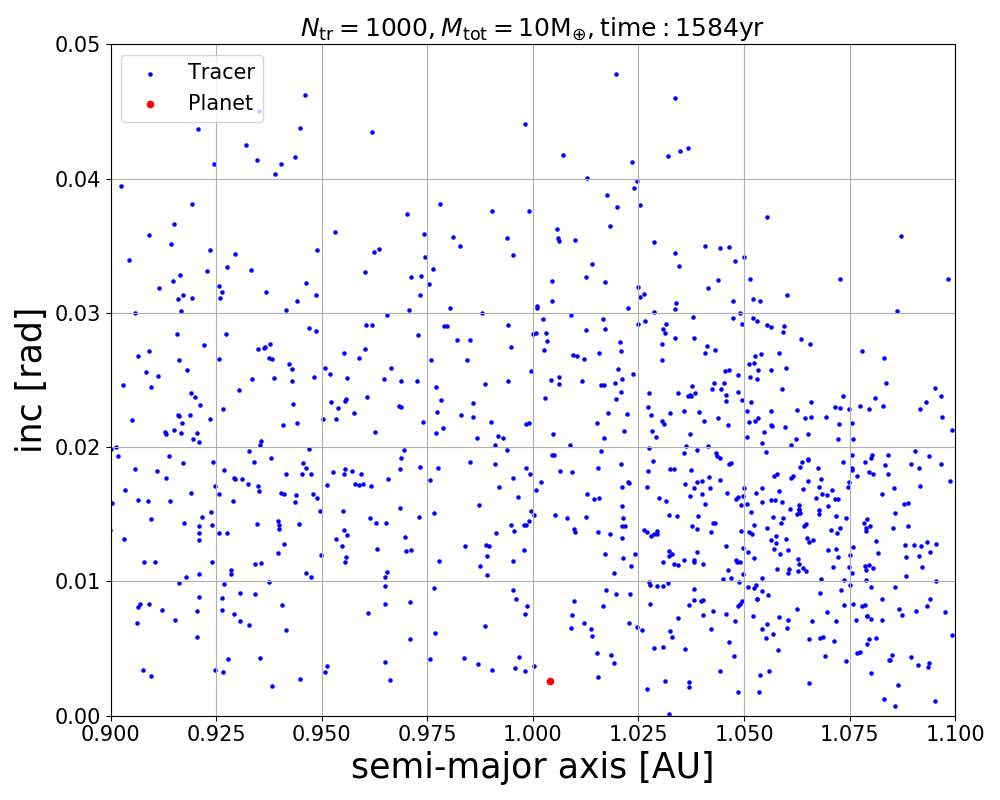 N_tr = 1000, M_tot = 10M_⊕, time : 1584yr
0.05
Tracer
Planet
0.04
0.03
inc [rad]
0.02
0.01
0.00
0.900 0.925 0.950 0.975 1.000 1.025 1.050 1.075 1.100
semi-major axis [AU]